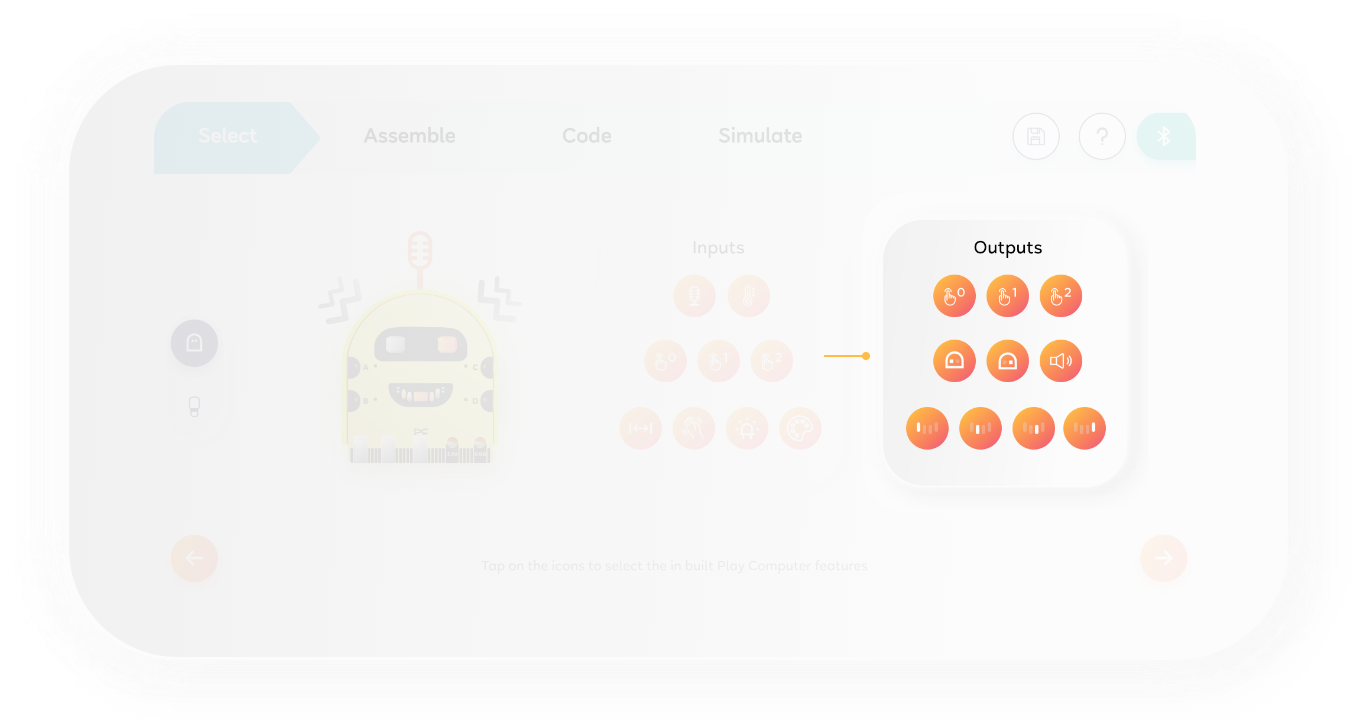 Select
Assemble
Code
Simulate
?
Inputs
Outputs
0
1
2
0
1
2
A
C
B
D
PC
Tap on the icons to select the in built Play Computer features